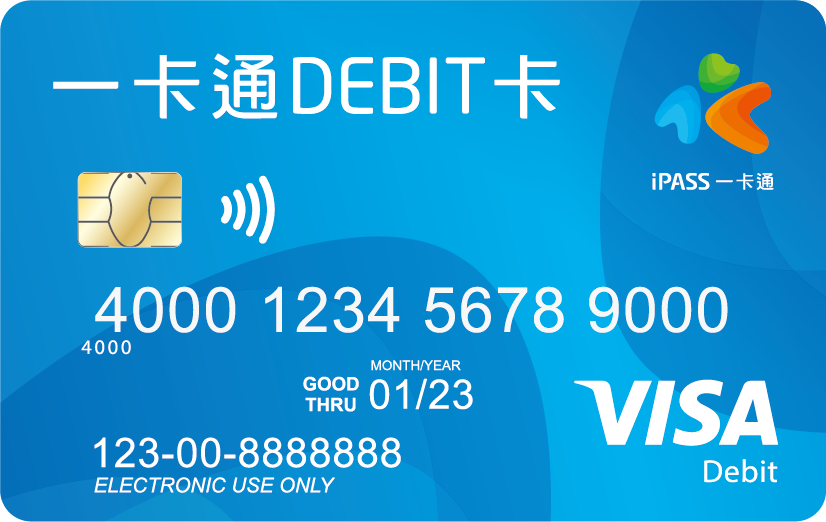 一卡通DEBIT卡
iPASS 一卡通
4000 1234 5678 9000
4000
MONTH/YEAR
GOOD THRU 01/23
VISA
Debit
123-00-8888888
ELECTRONIC USE ONLY